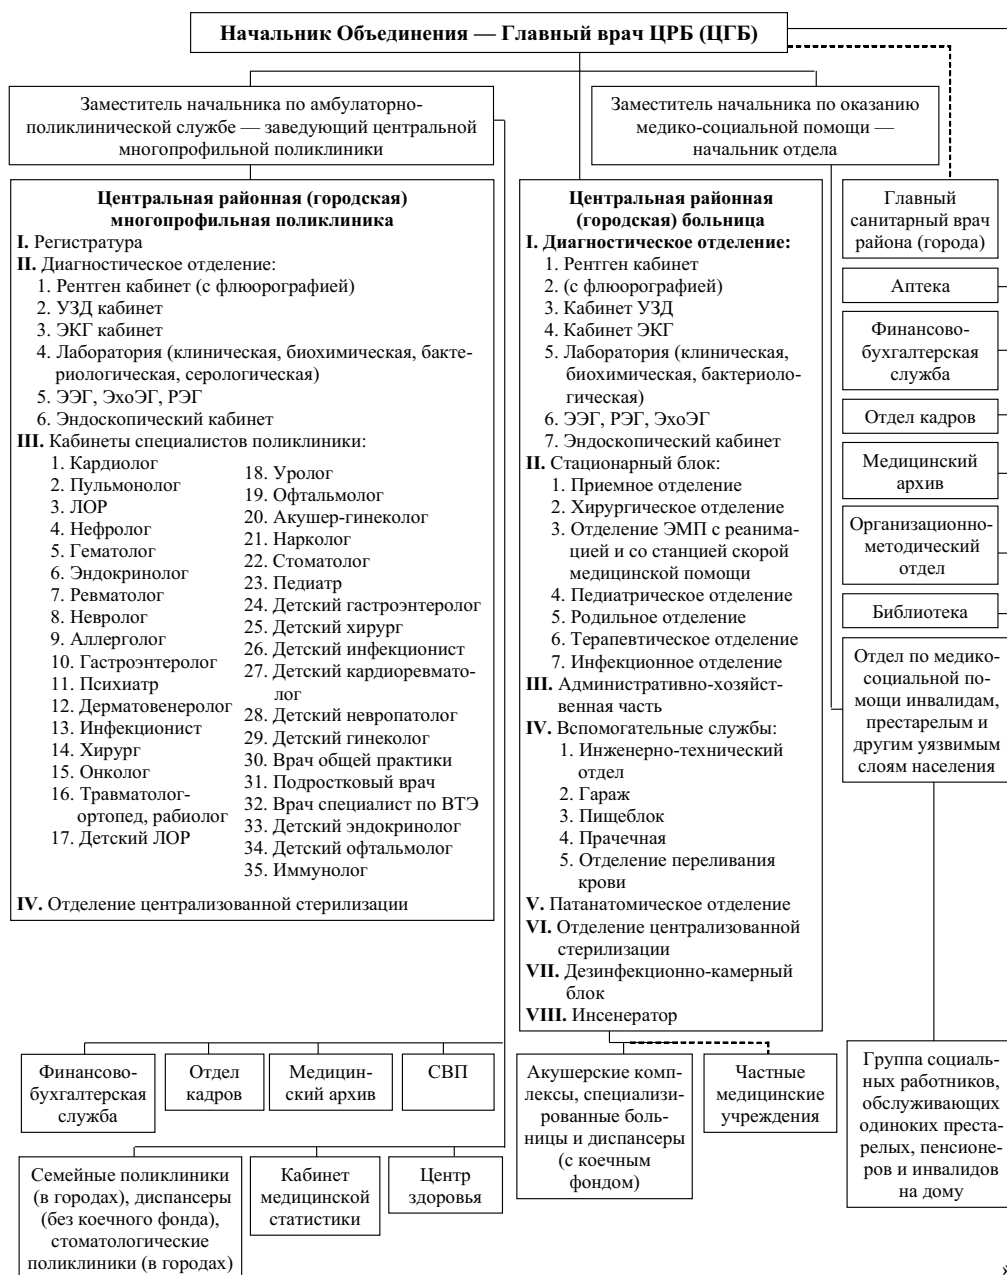 Начальник Объединения — Главный врач ЦРБ (ЦГБ)
Заместитель начальника по амбулаторно-
поликлинической службе — заведующий центральной
многопрофильной поликлиники
Заместитель начальника по оказанию
медико-социальной помощи —
начальник отдела
Центральная районная (городская)
многопрофильная поликлиника
I. Регистратура
II. Диагностическое отделение:
1. Рентген кабинет (с флюорографией)
2. УЗД кабинет
3. ЭКГ кабинет
4. Лаборатория (клиническая, биохимическая, бакте-
риологическая, серологическая)
5. ЭЭГ, ЭхоЭГ, РЭГ
6. Эндоскопический кабинет
III. Кабинеты специалистов поликлиники:
1. Кардиолог
2. Пульмонолог
3. ЛОР
4. Нефролог
5. Гематолог
6. Эндокринолог
7. Ревматолог
8. Невролог
9. Аллерголог
10. Гастроэнтеролог
11. Психиатр
12. Дерматовенеролог
13. Инфекционист
14. Хирург
15. Онколог
16. Травматолог-
ортопед, рабиолог
17. Детский ЛОР
18. Уролог
19. Офтальмолог
20. Акушер-гинеколог
21. Нарколог
22. Стоматолог
23. Педиатр
24. Детский гастроэнтеролог
25. Детский хирург
26. Детский инфекционист
27. Детский кардиоревмато-
лог
28. Детский невропатолог
29. Детский гинеколог
30. Врач общей практики
31. Подростковый врач
32. Врач специалист по ВТЭ
33. Детский эндокринолог
34. Детский офтальмолог
35. Иммунолог
IV. Отделение централизованной стерилизации
Центральная районная
(городская) больница
I. Диагностическое отделение:
1. Рентген кабинет
2. (с флюорографией)
3. Кабинет УЗД
4. Кабинет ЭКГ
5. Лаборатория (клиническая,
биохимическая, бактериоло-
гическая)
6. ЭЭГ, РЭГ, ЭхоЭГ
7. Эндоскопический кабинет
II. Стационарный блок:
1. Приемное отделение
2. Хирургическое отделение
3. Отделение ЭМП с реанима-
цией и со станцией скорой
медицинской помощи
4. Педиатрическое отделение
5. Родильное отделение
6. Терапевтическое отделение
7. Инфекционное отделение
III. Административно-хозяйст-
венная часть
IV. Вспомогательные службы:
1. Инженерно-технический
отдел
2. Гараж
3. Пищеблок
4. Прачечная
5. Отделение переливания
крови
V. Патанатомическое отделение
VI. Отделение централизованной
стерилизации
VII. Дезинфекционно-камерный
блок
VIII. Инсенератор
Главный
санитарный врач
района (города)
Аптека
Финансово-
бухгалтерская
служба
Отдел кадров
Медицинский
архив
Организационно-
методический
отдел
Библиотека
Отдел по медико-
социальной по-
мощи инвалидам,
престарелым и
другим уязвимым
слоям населения
Финансово-
бухгалтерская
служба
Отдел
кадров
Медицин-
ский архив
СВП
Акушерские ком-
плексы, специализи-
рованные боль-
ницы и диспансеры
(с коечным
фондом)
Частные
медицинские
учреждения
Группа социаль-
ных работников,
обслуживающих
одиноких преста-
релых, пенсионе-
ров и инвалидов
на дому
Семейные поликлиники
(в городах), диспансеры
(без коечного фонда),
стоматологические
поликлиники (в городах)
Кабинет
медицинской
статистики
Центр
здоровья
»